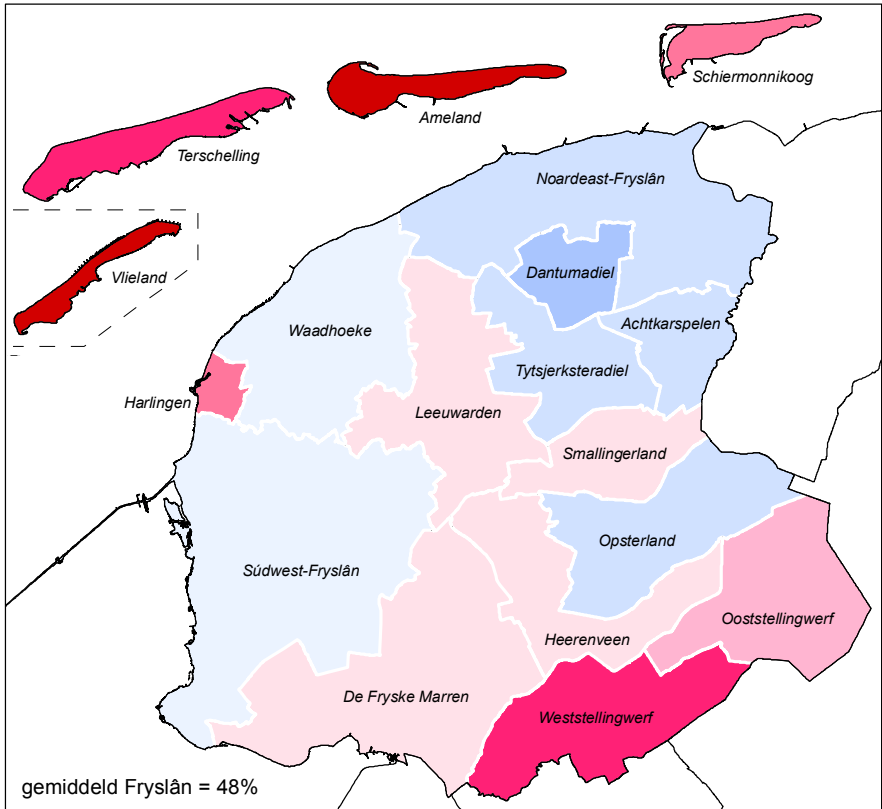 Schiermonnikoog
Ameland
Terschelling
Noardeast-Fryslân
Vlieland
Dantumadiel
Waadhoeke
Achtkarspelen
Tytsjerksteradiel
Harlingen
Leeuwarden
Smallingerland
Opsterland
Súdwest-Fryslân
Ooststellingwerf
Heerenveen
De Fryske Marren
Weststellingwerf
gemiddeld Fryslân = 48%